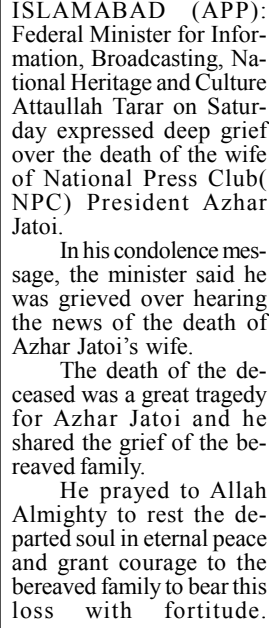 ISLAMABAD (APP):
Federal Minister for Infor-
mation, Broadcasting, Na-
tional Heritage and Culture
Attaullah Tarar on Satur-
day expressed deep grief
over the death of the wife
of National Press Club(
NPC) President Azhar
Jatoi.
In his condolence mes-
sage, the minister said he
was grieved over hearing
the news of the death of
Azhar Jatoi's wife.
The death of the de-
ceased was a great tragedy
for Azhar Jatoi and he
shared the grief of the be-
reaved family.
He prayed to Allah
Almighty to rest the de-
parted soul in eternal peace
and grant courage to the
bereaved family to bear this
loss with fortitude.